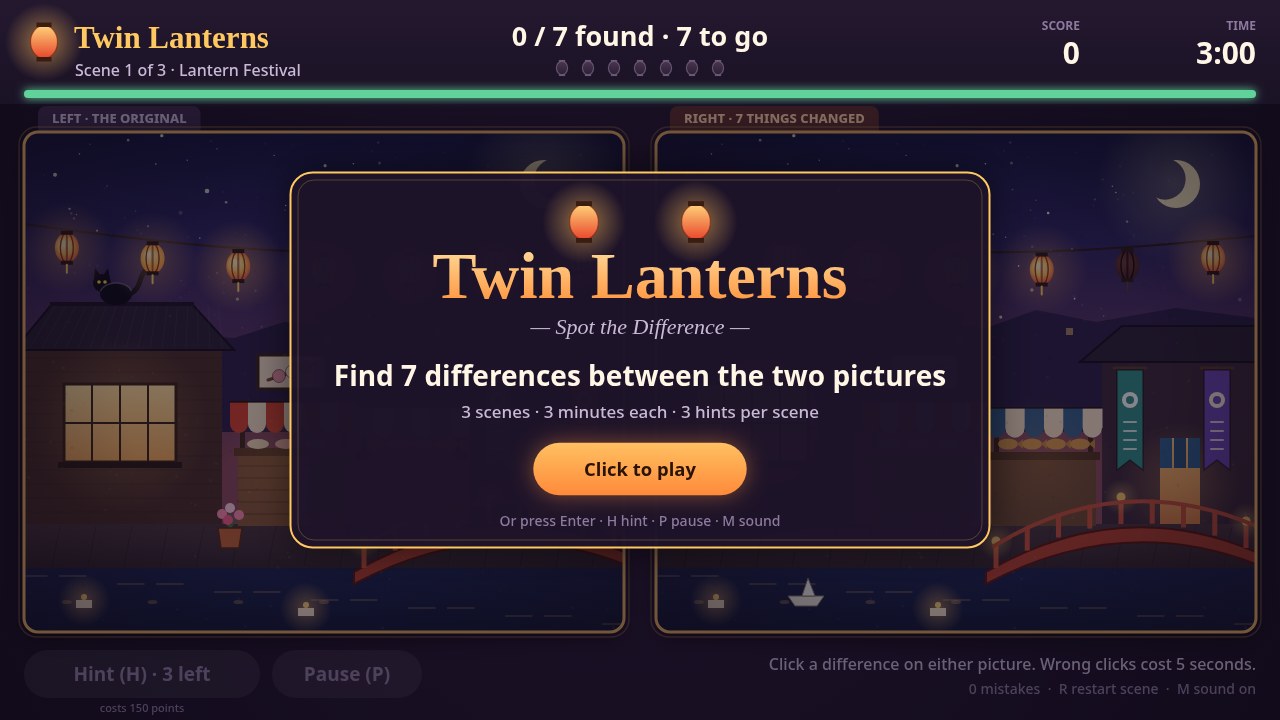 Twin Lanterns
Scene 1 of 3 · Lantern Festival
0 / 7 found · 7 to go
SCORE
0
TIME
3:00
LEFT · THE ORIGINAL
RIGHT · 7 THINGS CHANGED
Twin Lanterns
— Spot the Difference —
Find 7 differences between the two pictures
3 scenes · 3 minutes each · 3 hints per scene
Click to play
Or press Enter · H hint · P pause · M sound
Hint (H) · 3 left
costs 150 points
Pause (P)
Click a difference on either picture. Wrong clicks cost 5 seconds.
0 mistakes · R restart scene · M sound on